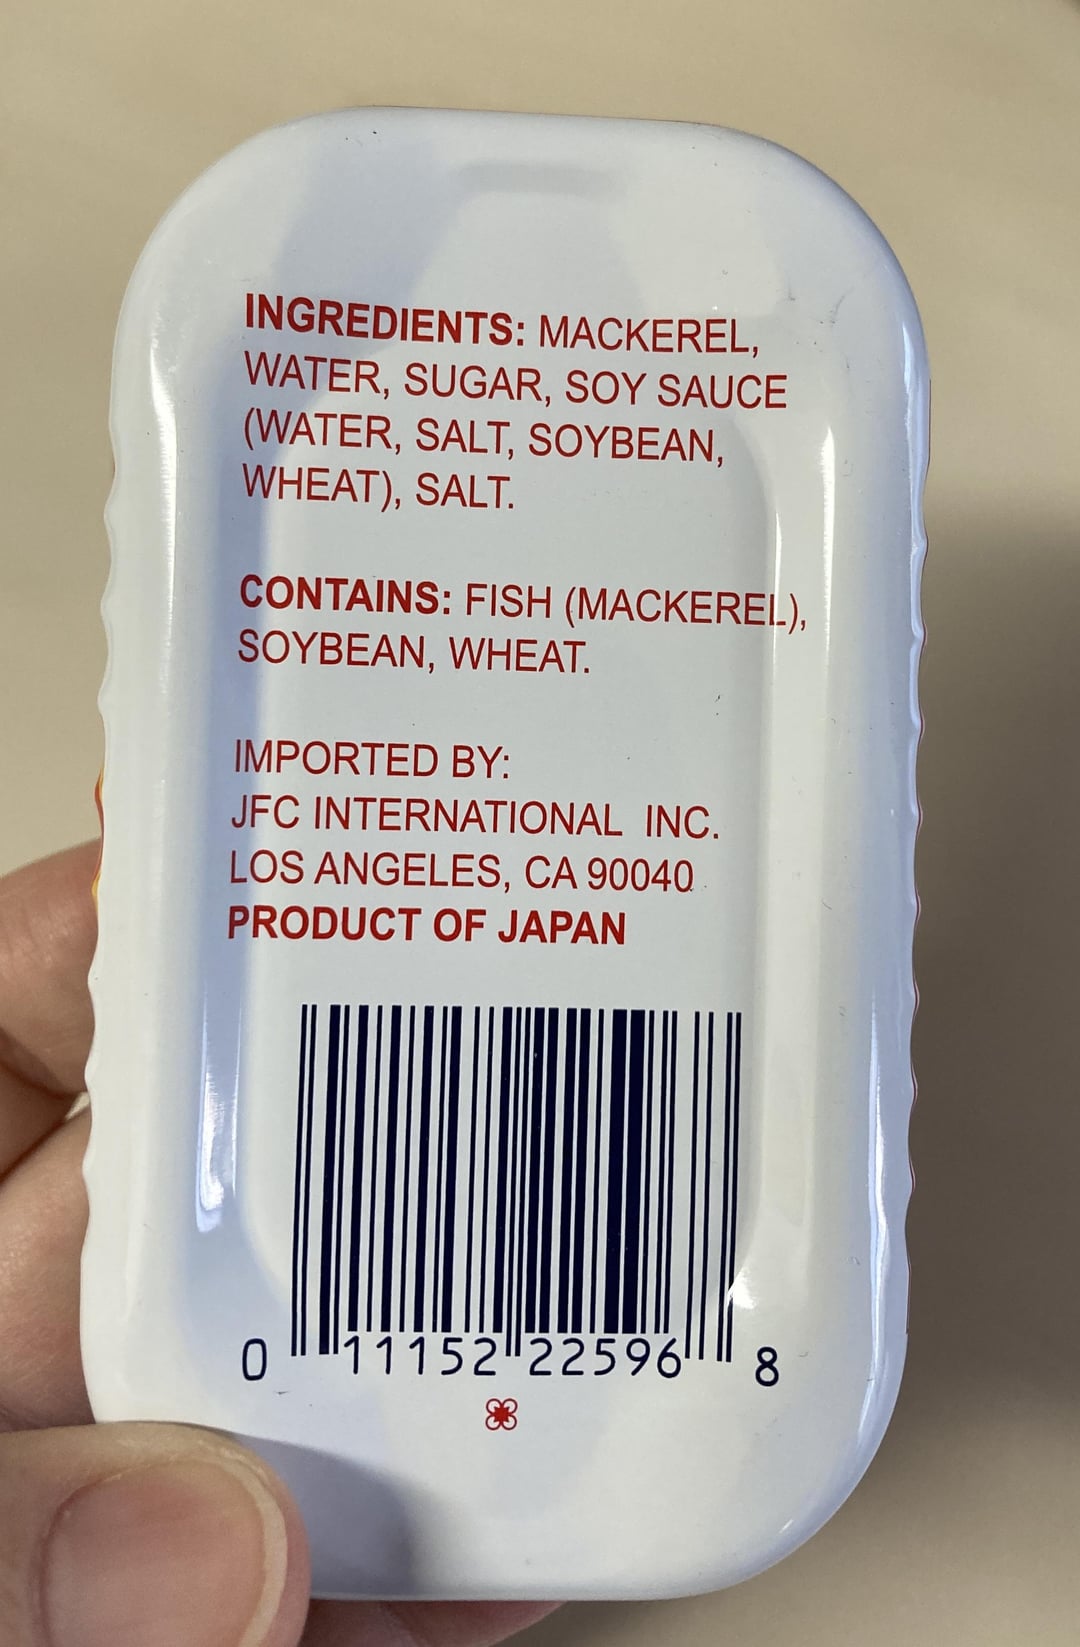 INGREDIENTS: MACKEREL,
WATER, SUGAR, SOY SAUCE
(WATER, SALT, SOYBEAN,
WHEAT), SALT.
CONTAINS: FISH (MACKEREL),
SOYBEAN, WHEAT.
IMPORTED BY:
JFC INTERNATIONAL INC.
LOS ANGELES, CA 90040
PRODUCT OF JAPAN
0 11152 22596 8